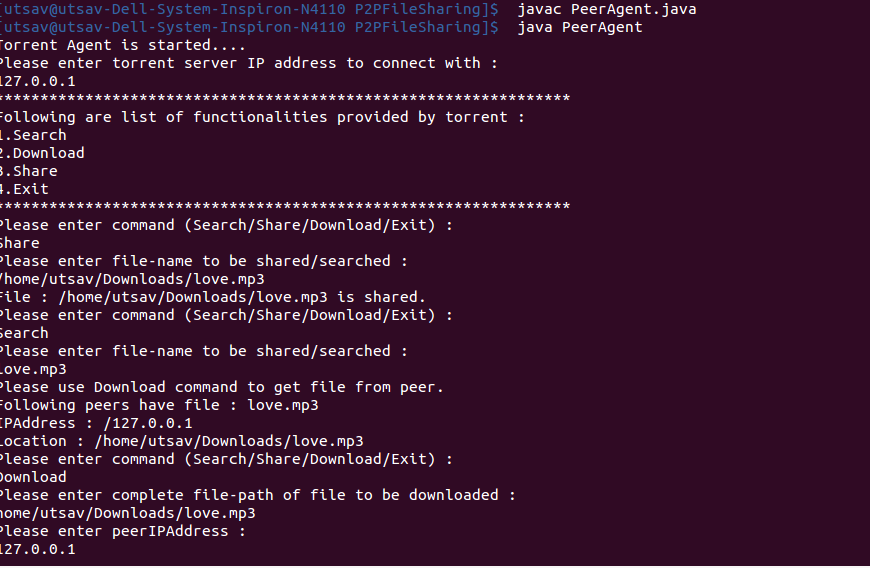 [utsav@utsav-Dell-System-Inspiron-N4110 P2PFileSharing]$ javac PeerAgent.java
[utsav@utsav-Dell-System-Inspiron-N4110 P2PFileSharing]$ java PeerAgent
Torrent Agent is started....
Please enter torrent server IP address to connect with :
127.0.0.1
****************************************************************
Following are list of functionalities provided by torrent :
1.Search
2.Download
3.Share
4.Exit
****************************************************************
Please enter command (Search/Share/Download/Exit) :
Share
Please enter file-name to be shared/searched :
/home/utsav/Downloads/love.mp3
File : /home/utsav/Downloads/love.mp3 is shared.
Please enter command (Search/Share/Download/Exit) :
Search
Please enter file-name to be shared/searched :
love.mp3
Please use Download command to get file from peer.
Following peers have file : love.mp3
IPAddress : /127.0.0.1
Location : /home/utsav/Downloads/love.mp3
Please enter command (Search/Share/Download/Exit) :
Download
Please enter complete file-path of file to be downloaded :
home/utsav/Downloads/love.mp3
Please enter peerIPAddress :
127.0.0.1